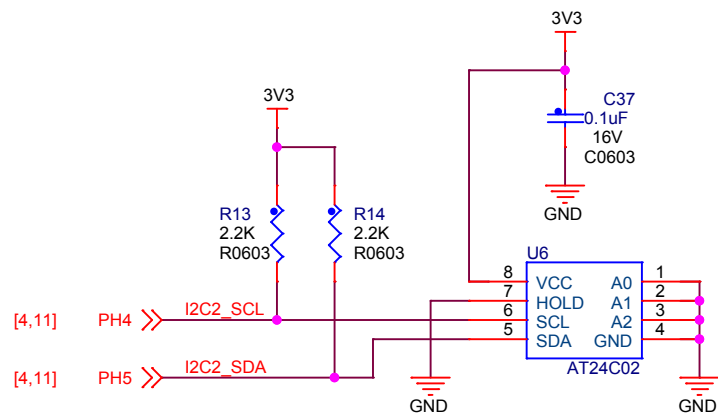 3V3
C37
0.1uF
16V
C0603
GND
3V3
R13
2.2K
R0603
R14
2.2K
R0603
U6
8 VCC A0 1
7 HOLD A1 2
6 SCL A2 3
5 SDA GND 4
AT24C02
[4,11] PH4 I2C2_SCL
[4,11] PH5 I2C2_SDA
GND
GND